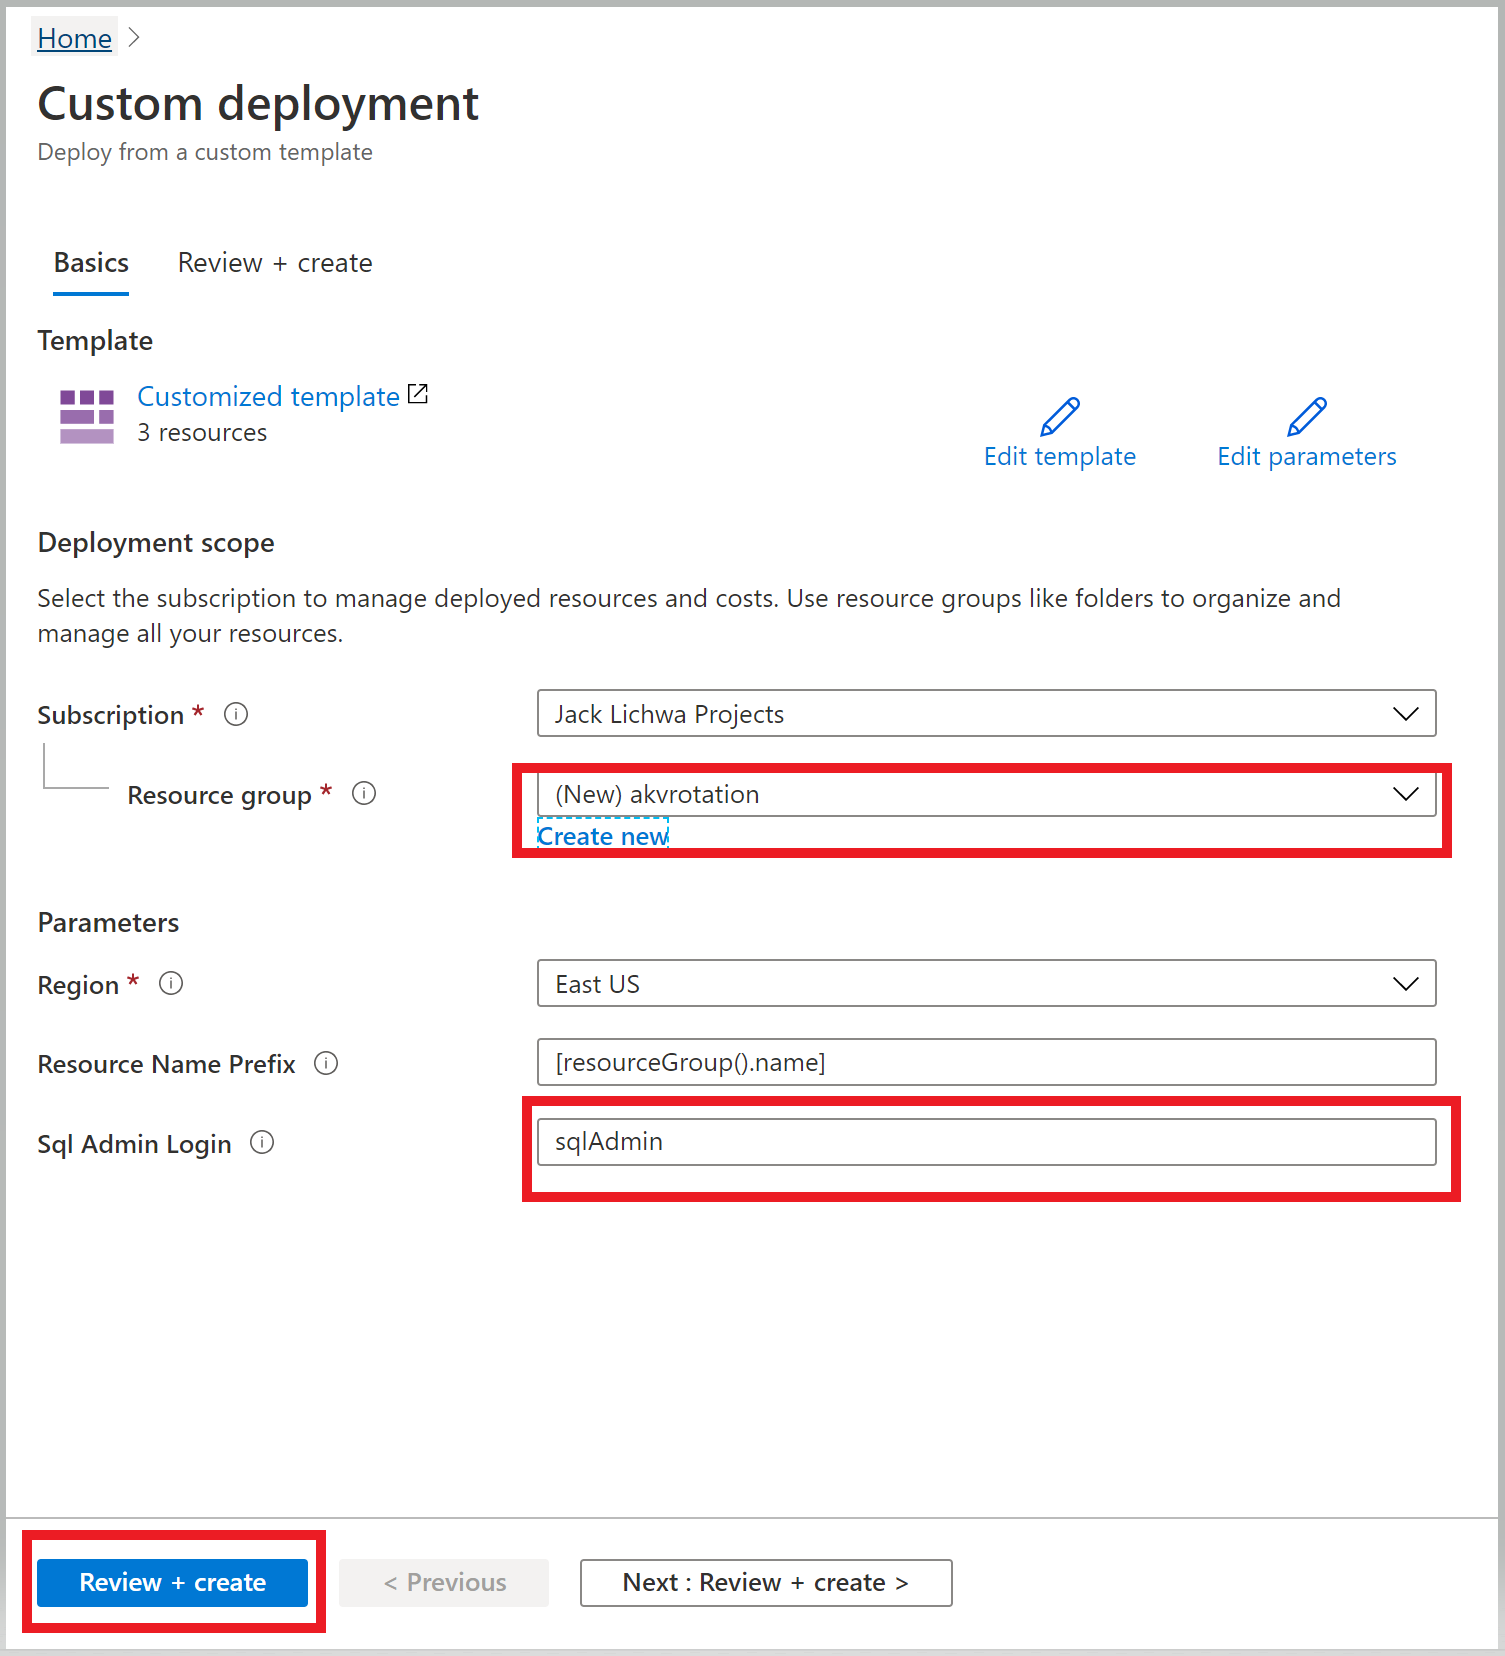 Home >
Custom deployment
Deploy from a custom template
Basics Review + create
Template
Customized template
3 resources
Edit template Edit parameters
Deployment scope
Select the subscription to manage deployed resources and costs. Use resource groups like folders to organize and
manage all your resources.
Subscription * Jack Lichwa Projects
Resource group * (New) akvrotation
Create new
Parameters
Region * East US
Resource Name Prefix [resourceGroup().name]
Sql Admin Login sqlAdmin
Review + create < Previous Next : Review + create >